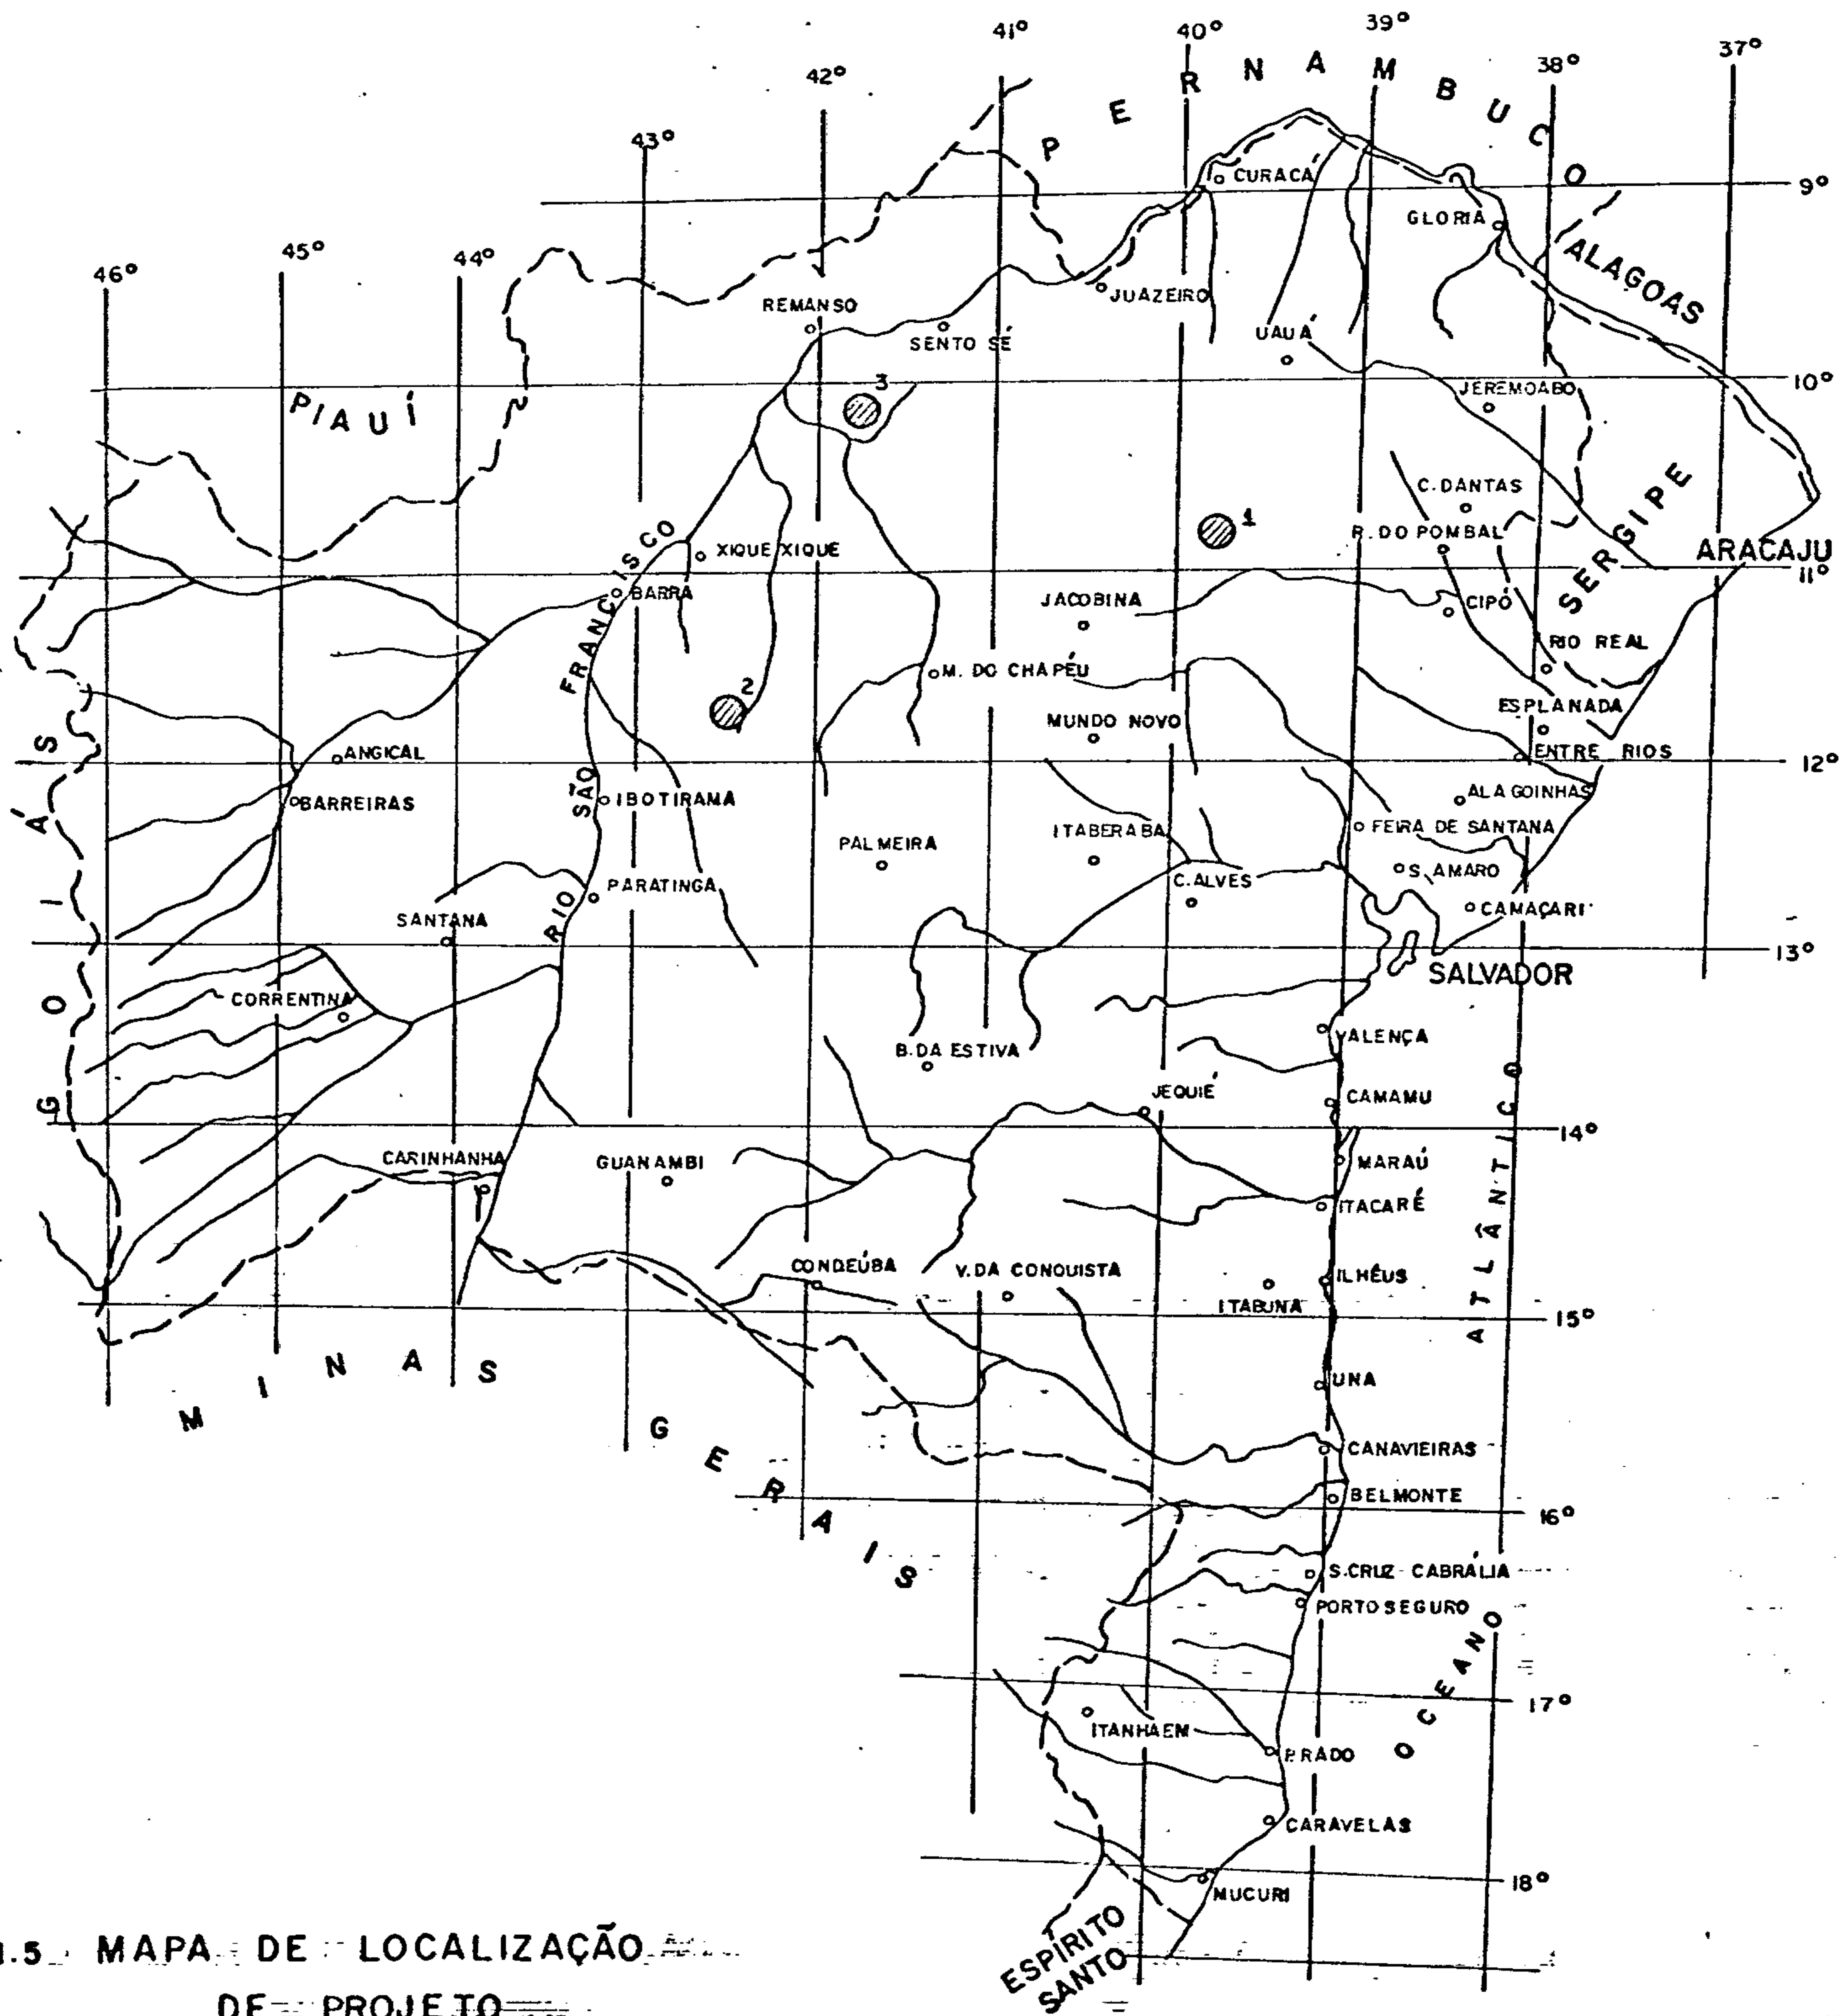 46°
45°
44°
43°
42°
41°
40°
39°
38°
37°
PERNAMBUCO
CURAÇÁ
9°
GLORIA
ALAGOAS
JUAZEIRO
REMANSO
SENTO SÉ
UAUÁ
3
JEREMOABO
10°
PIAUÍ
C. DANTAS
1
R. DO POMBAL
SERGIPE
XIQUE XIQUE
ARACAJU
11°
BARRA
JACOBINA
CIPÓ
RIO REAL
M. DO CHAPÉU
2
ESPLANADA
MUNDO NOVO
ANGICAL
ENTRE RIOS
12°
RIO SÃO FRANCISCO
BARREIRAS
IBOTIRAMA
ALAGOINHAS
ITABERABA
FEIRA DE SANTANA
PALMEIRA
S. AMARO
PARATINGA
C. ALVES
CAMAÇARI
SANTANA
13°
SALVADOR
CORRENTINA
VALENÇA
B. DA ESTIVA
GOIÁS
JEQUIÉ
CAMAMU
14°
CARINHANHA
GUANAMBI
MARAÚ
ITACARÉ
CONDEÚBA
V. DA CONQUISTA
ILHÉUS
ITABUNA
15°
OCEANO ATLÂNTICO
UNA
MINAS GERAIS
CANAVIEIRAS
BELMONTE
16°
S. CRUZ CABRÁLIA
PORTO SEGURO
17°
ITANHAEM
PRADO
CARAVELAS
18°
MUCURI
ESPÍRITO
SANTO
1.5 MAPA DE LOCALIZAÇÃO
DE PROJETO